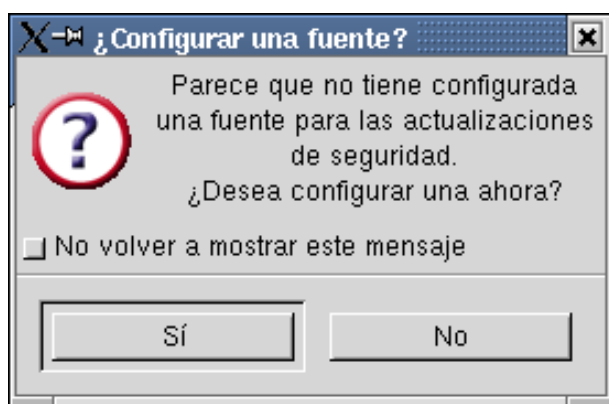 ¿Configurar una fuente?
Parece que no tiene configurada
una fuente para las actualizaciones
de seguridad.
¿Desea configurar una ahora?
No volver a mostrar este mensaje
Sí
No